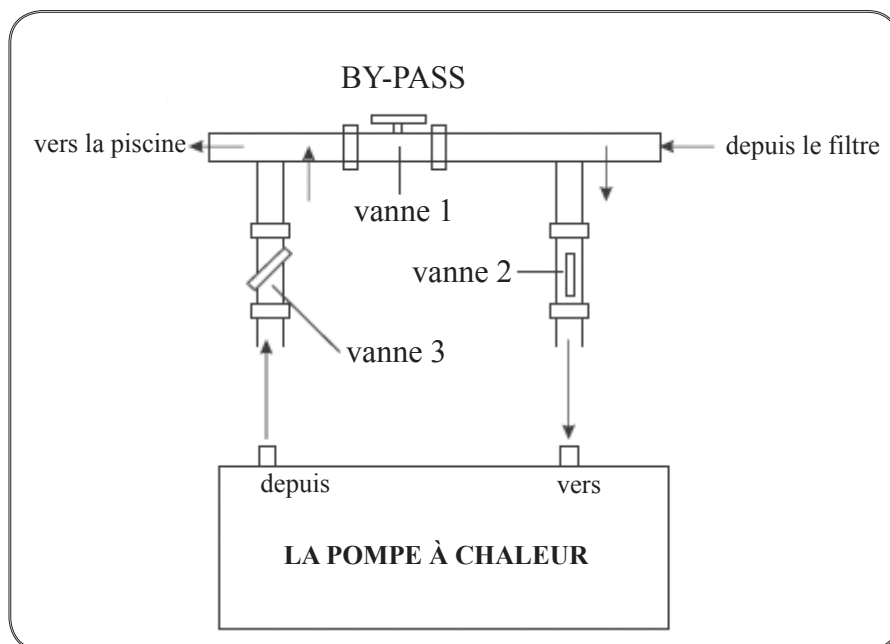 BY-PASS
vers la piscine
depuis le filtre
vanne 1
vanne 2
vanne 3
depuis
vers
LA POMPE À CHALEUR